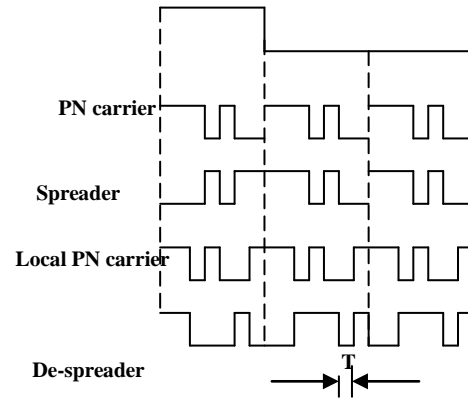 PN carrier
Spreader
Local PN carrier
T
De-spreader